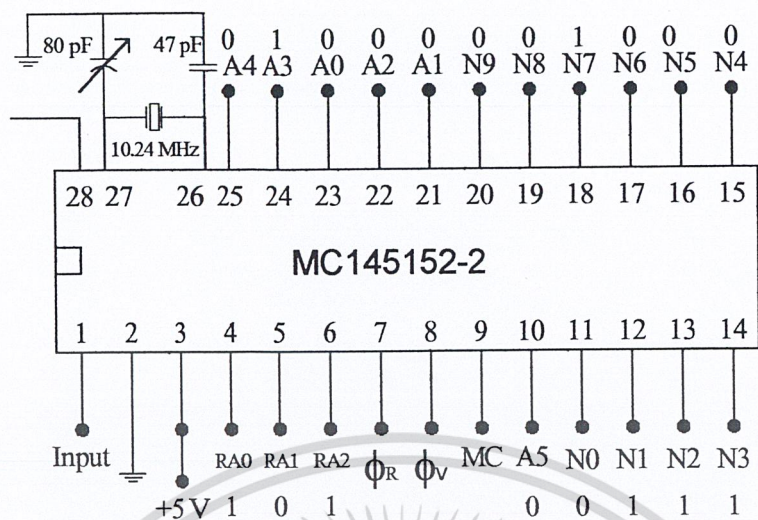 80 pF 47 pF 0 1 0 0 0 0 0 1 0 0 0
A4 A3 A0 A2 A1 N9 N8 N7 N6 N5 N4
10.24 MHz
28 27 26 25 24 23 22 21 20 19 18 17 16 15
MC145152-2
1 2 3 4 5 6 7 8 9 10 11 12 13 14
Input RA0 RA1 RA2 ϕR ϕV MC A5 N0 N1 N2 N3
+5 V 1 0 1 0 0 1 1 1